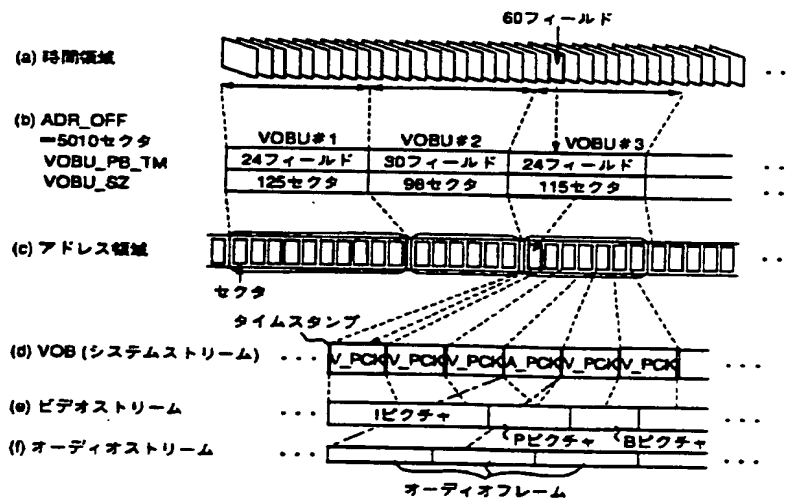 60フィールド
(a) 時間領域
(b) ADR_OFF
=5010セクタ
VOBU_PB_TM
VOBU_SZ
VOBU#1 VOBU#2 VOBU#3
24フィールド 30フィールド 24フィールド
125セクタ 98セクタ 115セクタ
(c) アドレス領域
セクタ
タイムスタンプ
(d) VOB (システムストリーム)
V_PCK V_PCK V_PCK A_PCK V_PCK V_PCK
(e) ビデオストリーム
Iピクチャ
Pピクチャ Bピクチャ
(f) オーディオストリーム
オーディオフレーム